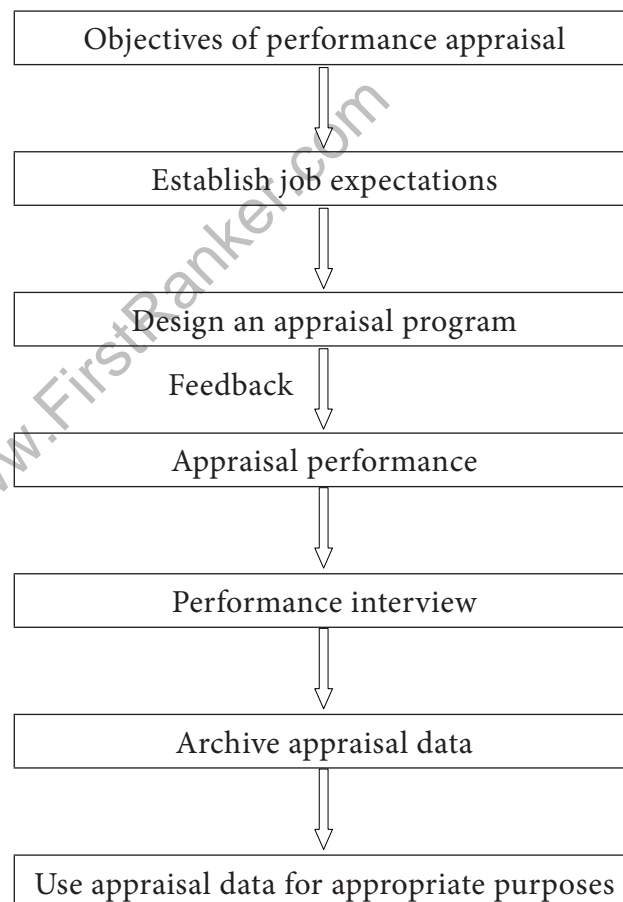 Objectives of performance appraisal
Establish job expectations
Design an appraisal program
Feedback
Appraisal performance
Performance interview
Archive appraisal data
Use appraisal data for appropriate purposes
www.FirstRanker.com